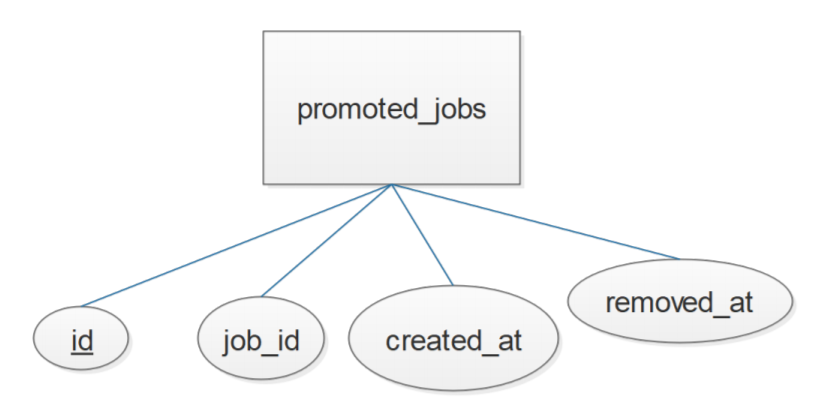 promoted_jobs
id
job_id
created_at
removed_at